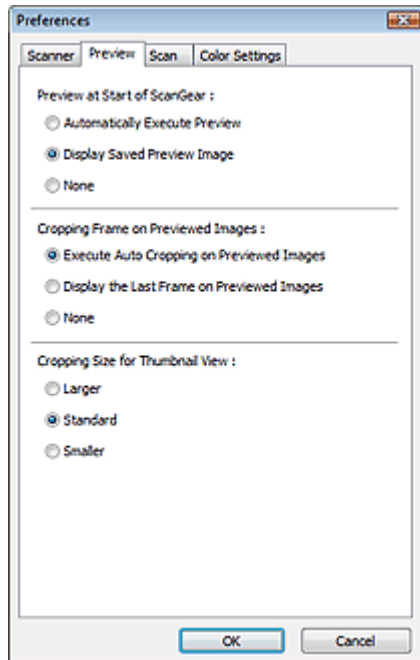 Preferences
Scanner Preview Scan Color Settings
Preview at Start of ScanGear :
Automatically Execute Preview
Display Saved Preview Image
None
Cropping Frame on Previewed Images :
Execute Auto Cropping on Previewed Images
Display the Last Frame on Previewed Images
None
Cropping Size for Thumbnail View :
Larger
Standard
Smaller
OK Cancel